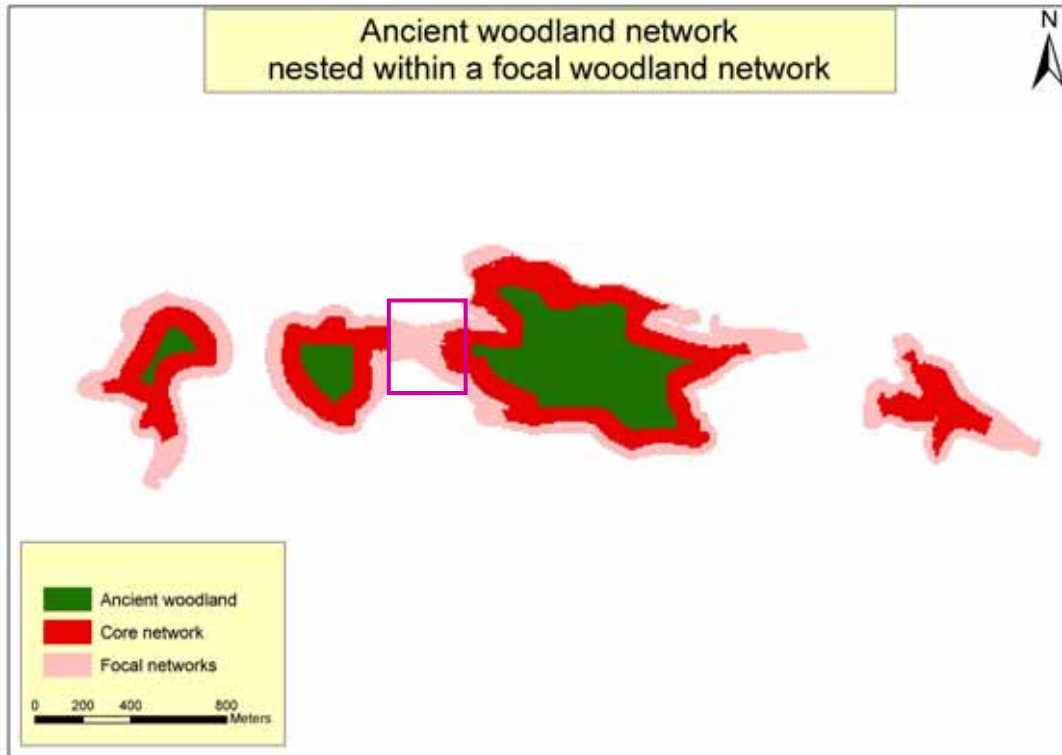 Ancient woodland network
nested within a focal woodland network
N
Ancient woodland
Core network
Focal networks
0 200 400 800
Meters